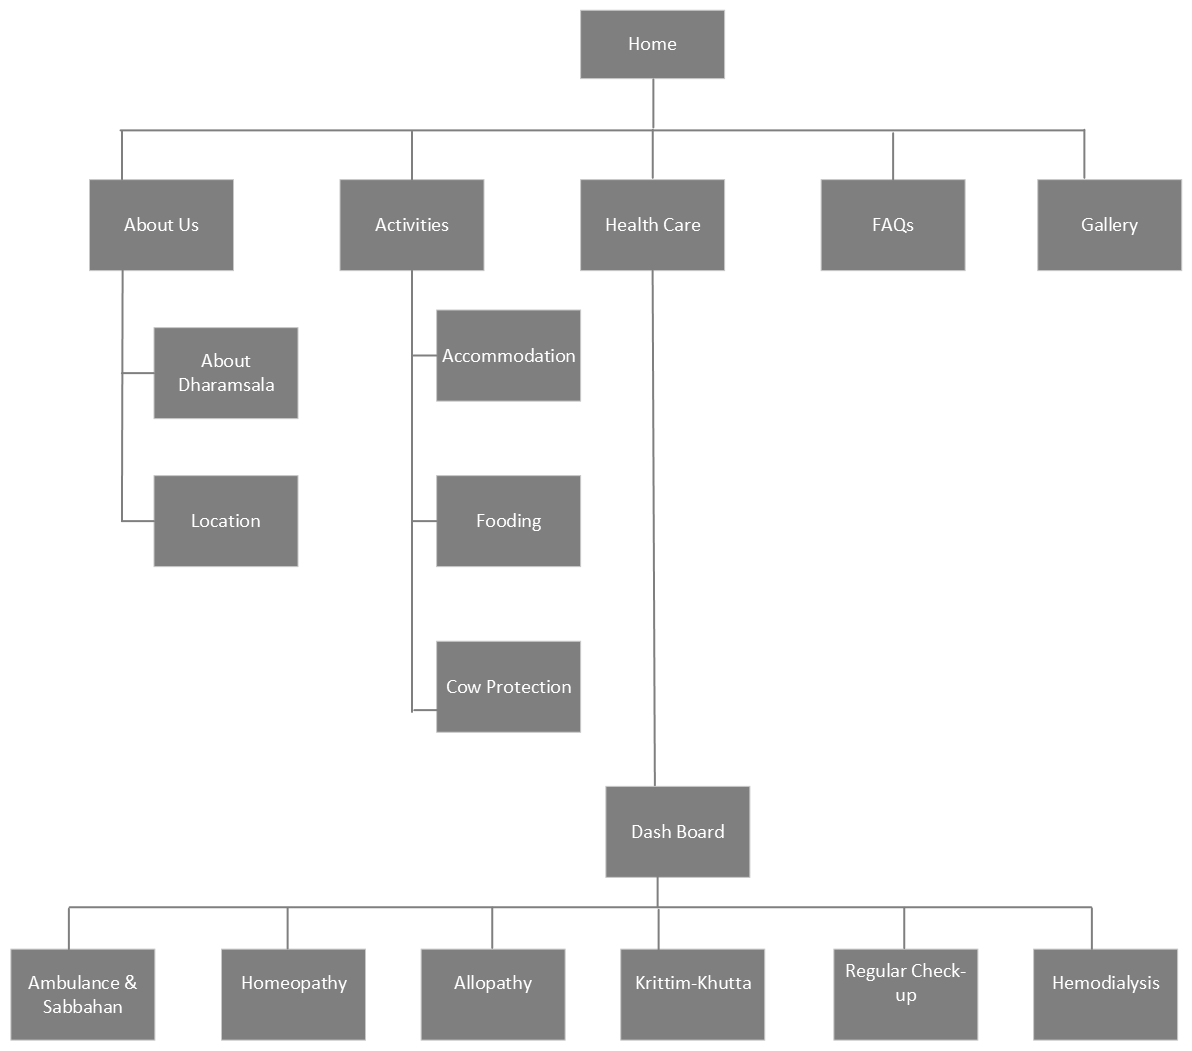 Home
About Us
Activities
Health Care
FAQs
Gallery
About
Dharamsala
Accommodation
Location
Fooding
Cow Protection
Dash Board
Ambulance &
Sabbahan
Homeopathy
Allopathy
Krittim-Khutta
Regular Check-
up
Hemodialysis